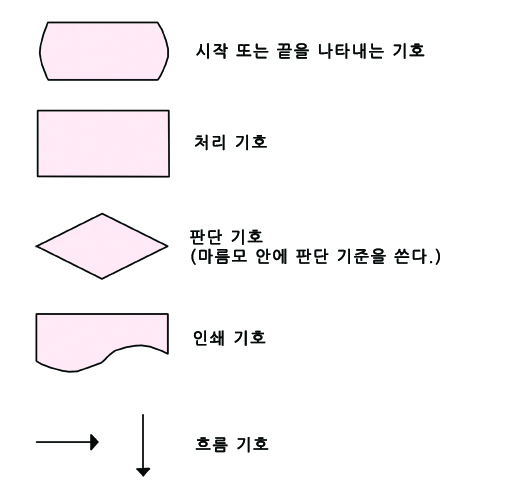 시작 또는 끝을 나타내는 기호
처리 기호
판단 기호
(마름모 안에 판단 기준을 쓴다.)
인쇄 기호
흐름 기호